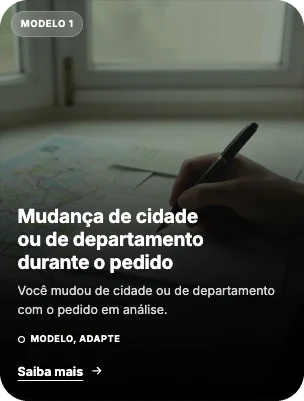 MODELO 1
Mudança de cidade
ou de departamento
durante o pedido
Você mudou de cidade ou de departamento
com o pedido em análise.
MODELO, ADAPTE
Saiba mais →